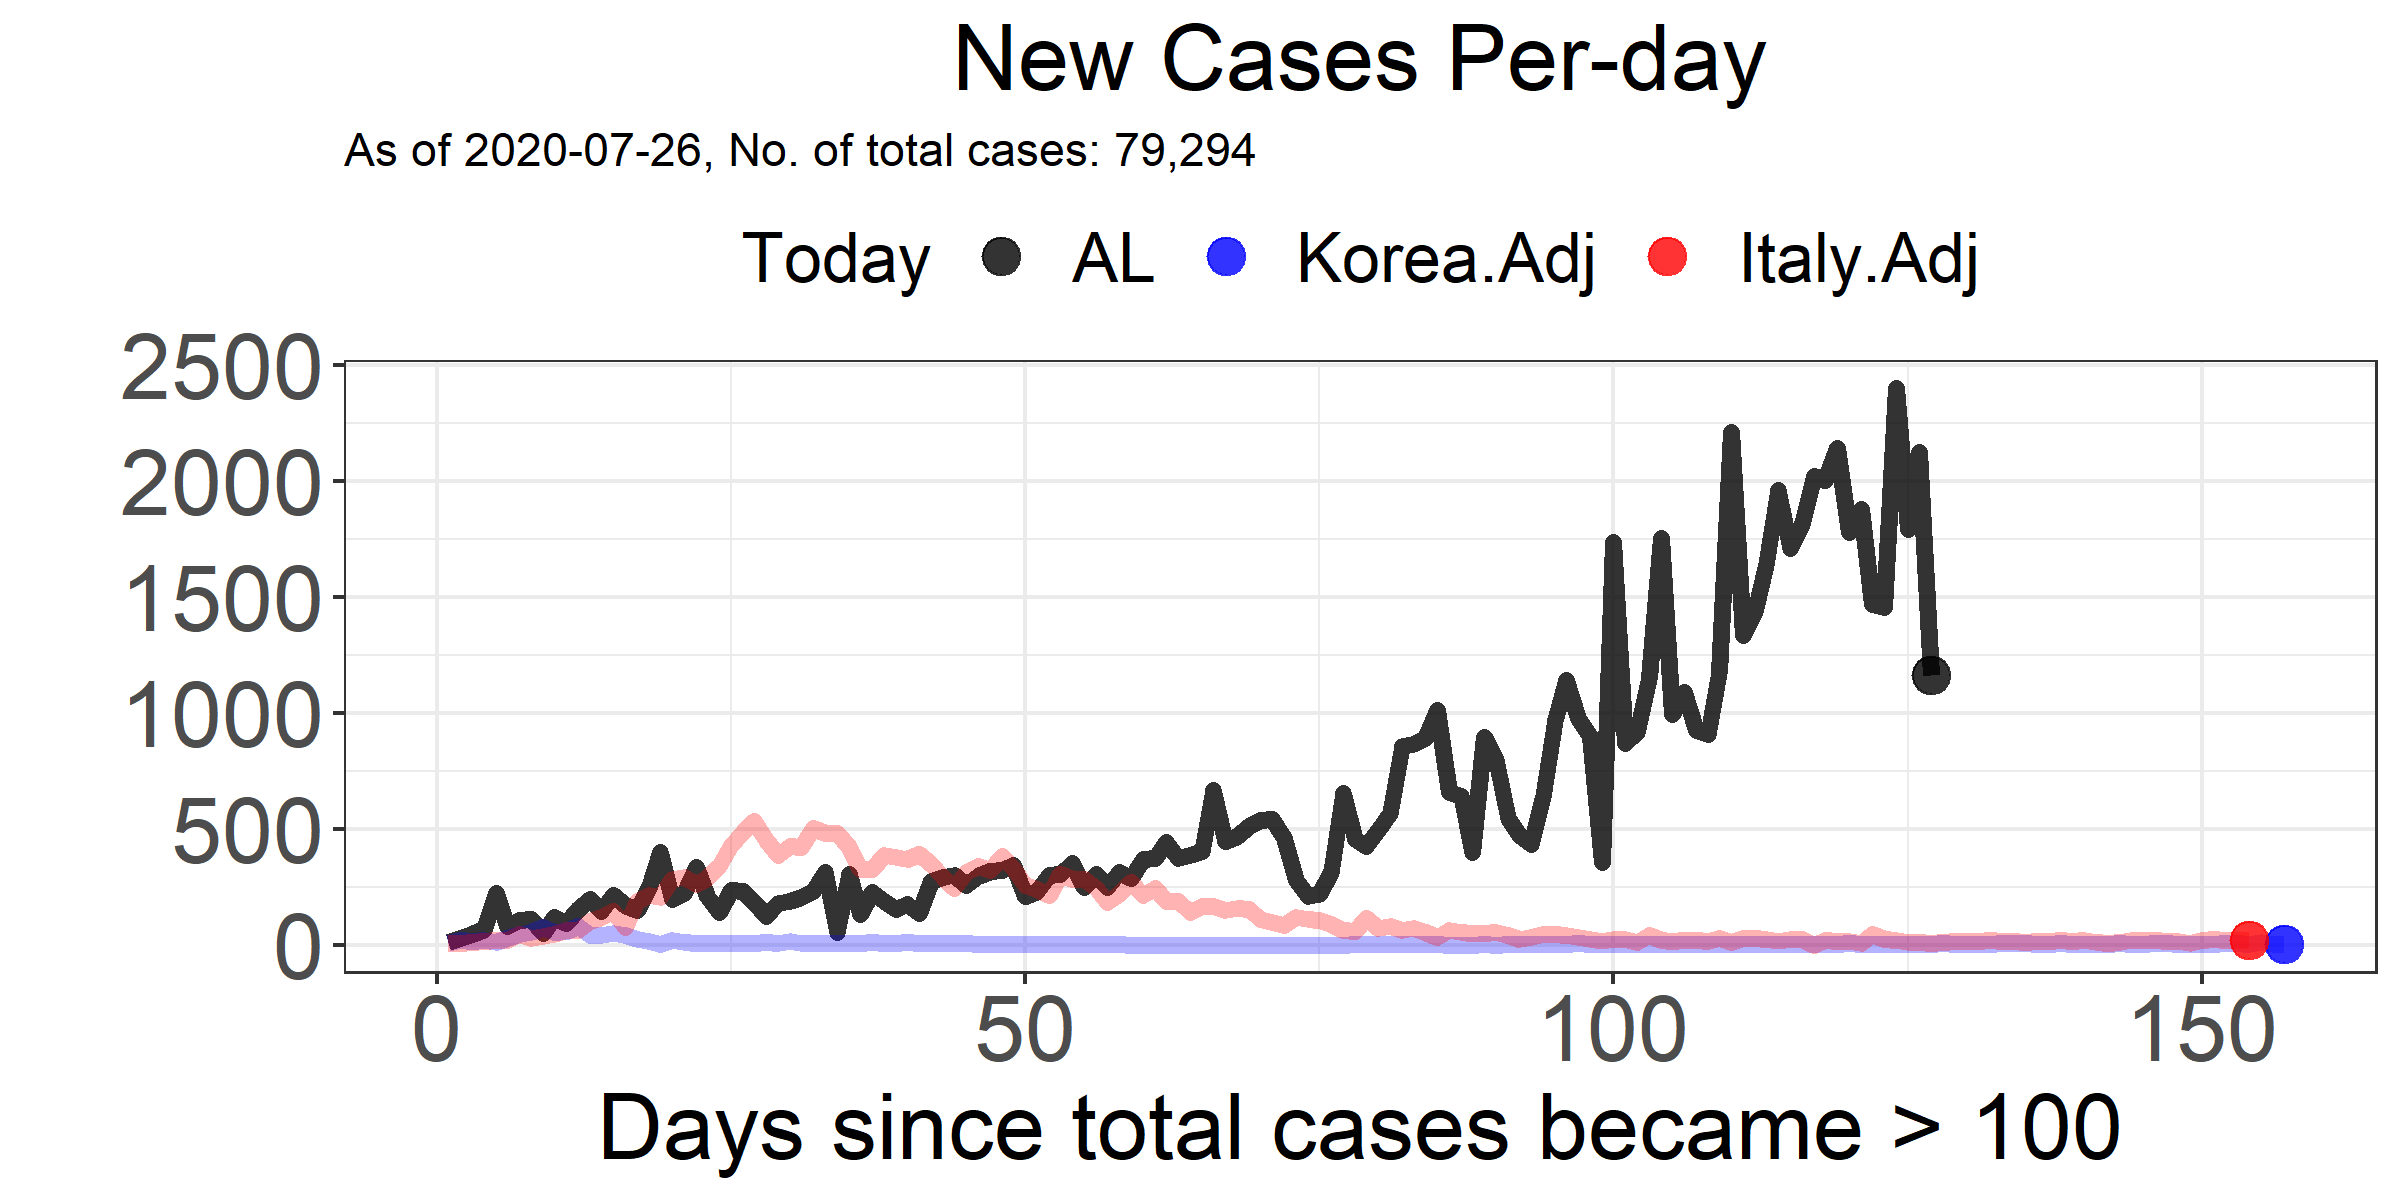 New Cases Per-day
As of 2020-07-26, No. of total cases: 79,294
Today AL Korea.Adj Italy.Adj
2500
2000
1500
1000
500
0
0 50 100 150
Days since total cases became > 100